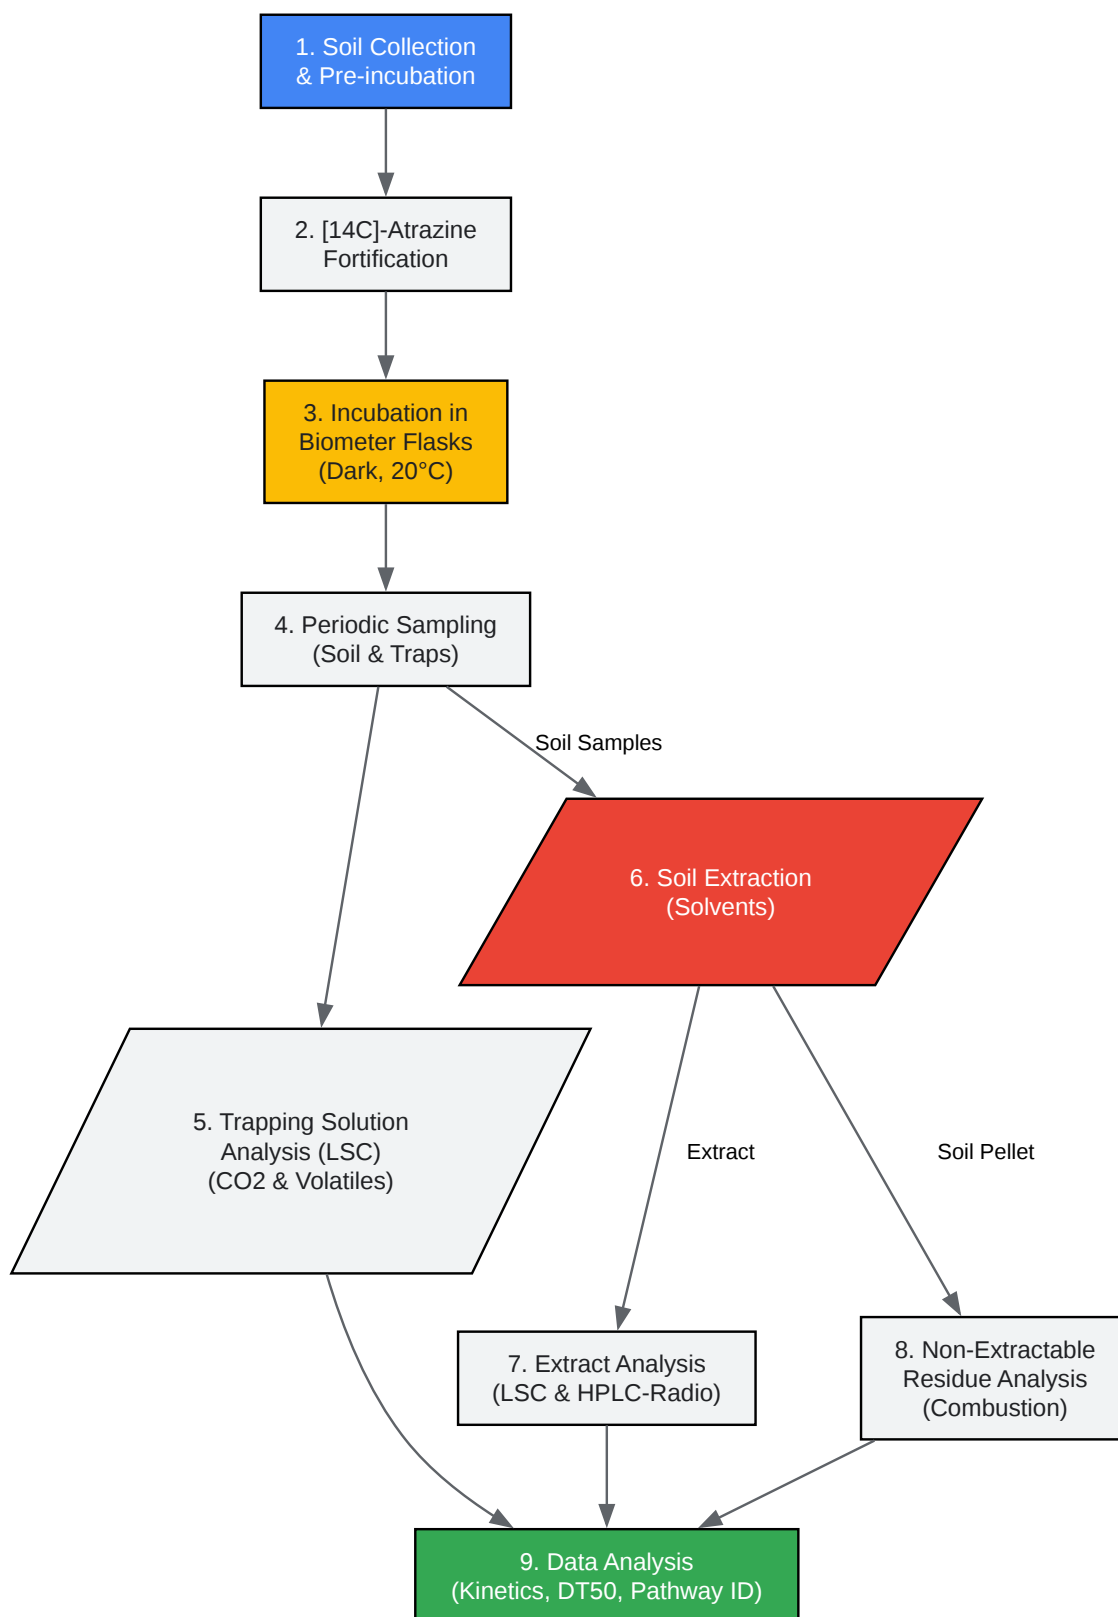 1. Soil Collection
& Pre-incubation
2. [14C]-Atrazine
Fortification
3. Incubation in
Biometer Flasks
(Dark, 20°C)
4. Periodic Sampling
(Soil & Traps)
Soil Samples
6. Soil Extraction
(Solvents)
5. Trapping Solution
Analysis (LSC)
(CO2 & Volatiles)
Extract
Soil Pellet
7. Extract Analysis
(LSC & HPLC-Radio)
8. Non-Extractable
Residue Analysis
(Combustion)
9. Data Analysis
(Kinetics, DT50, Pathway ID)